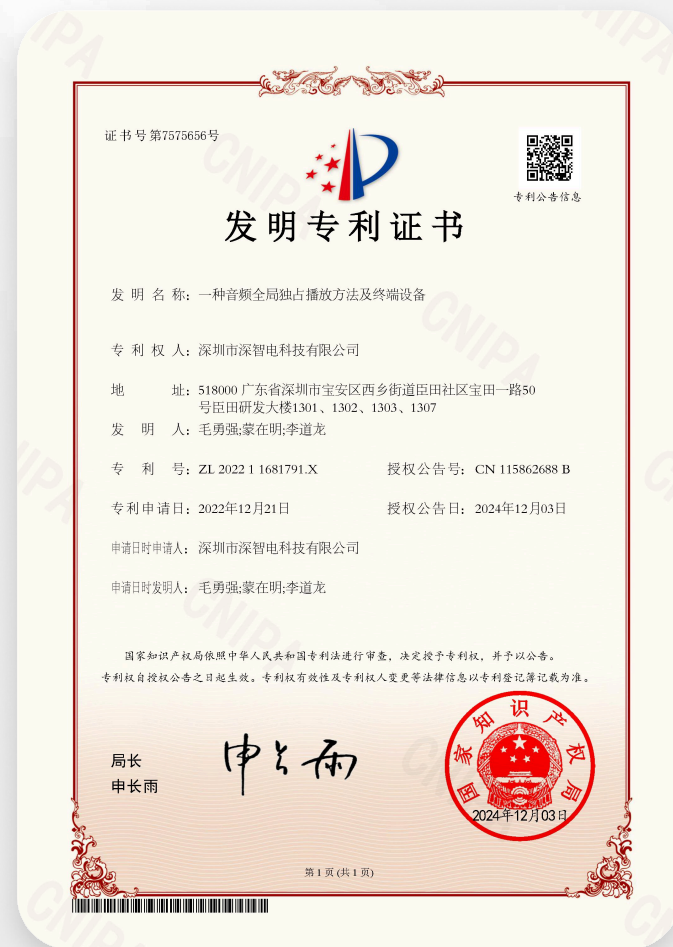 证书号第7575656号
专利公告信息
发明专利证书
发明名称：一种音频全局独占播放方法及终端设备
专利权人：深圳市深智电科技有限公司
地址：518000 广东省深圳市宝安区西乡街道臣田社区宝田一路50
号臣田研发大楼1301、1302、1303、1307
发明人：毛勇强;蒙在明;李道龙
专利号：ZL 2022 1 1681791.X 授权公告号：CN 115862688 B
专利申请日：2022年12月21日 授权公告日：2024年12月03日
申请日时申请人：深圳市深智电科技有限公司
申请日时发明人：毛勇强;蒙在明;李道龙
国家知识产权局依照中华人民共和国专利法进行审查，决定授予专利权，并予以公告。
专利权自授权公告之日起生效。专利权有效性及专利权人变更等法律信息以专利登记簿记载为准。
局长
申长雨
申长雨
国家知识产权局
2024年12月03日
第1页(共1页)
CNIPA
CNIPA
CNIPA
CNIPA
CNIPA
CNIPA